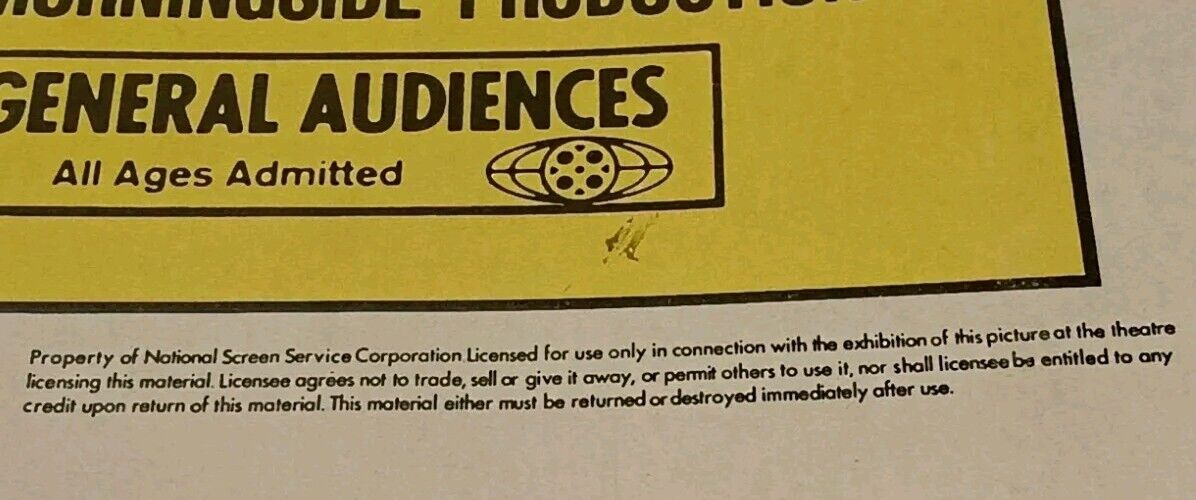 MORNINGSIDE PRODUCTION
GENERAL AUDIENCES
All Ages Admitted
Property of National Screen Service Corporation. Licensed for use only in connection with the exhibition of this picture at the theatre
licensing this material. Licensee agrees not to trade, sell or give it away, or permit others to use it, nor shall licensee be entitled to any
credit upon return of this material. This material either must be returned or destroyed immediately after use.